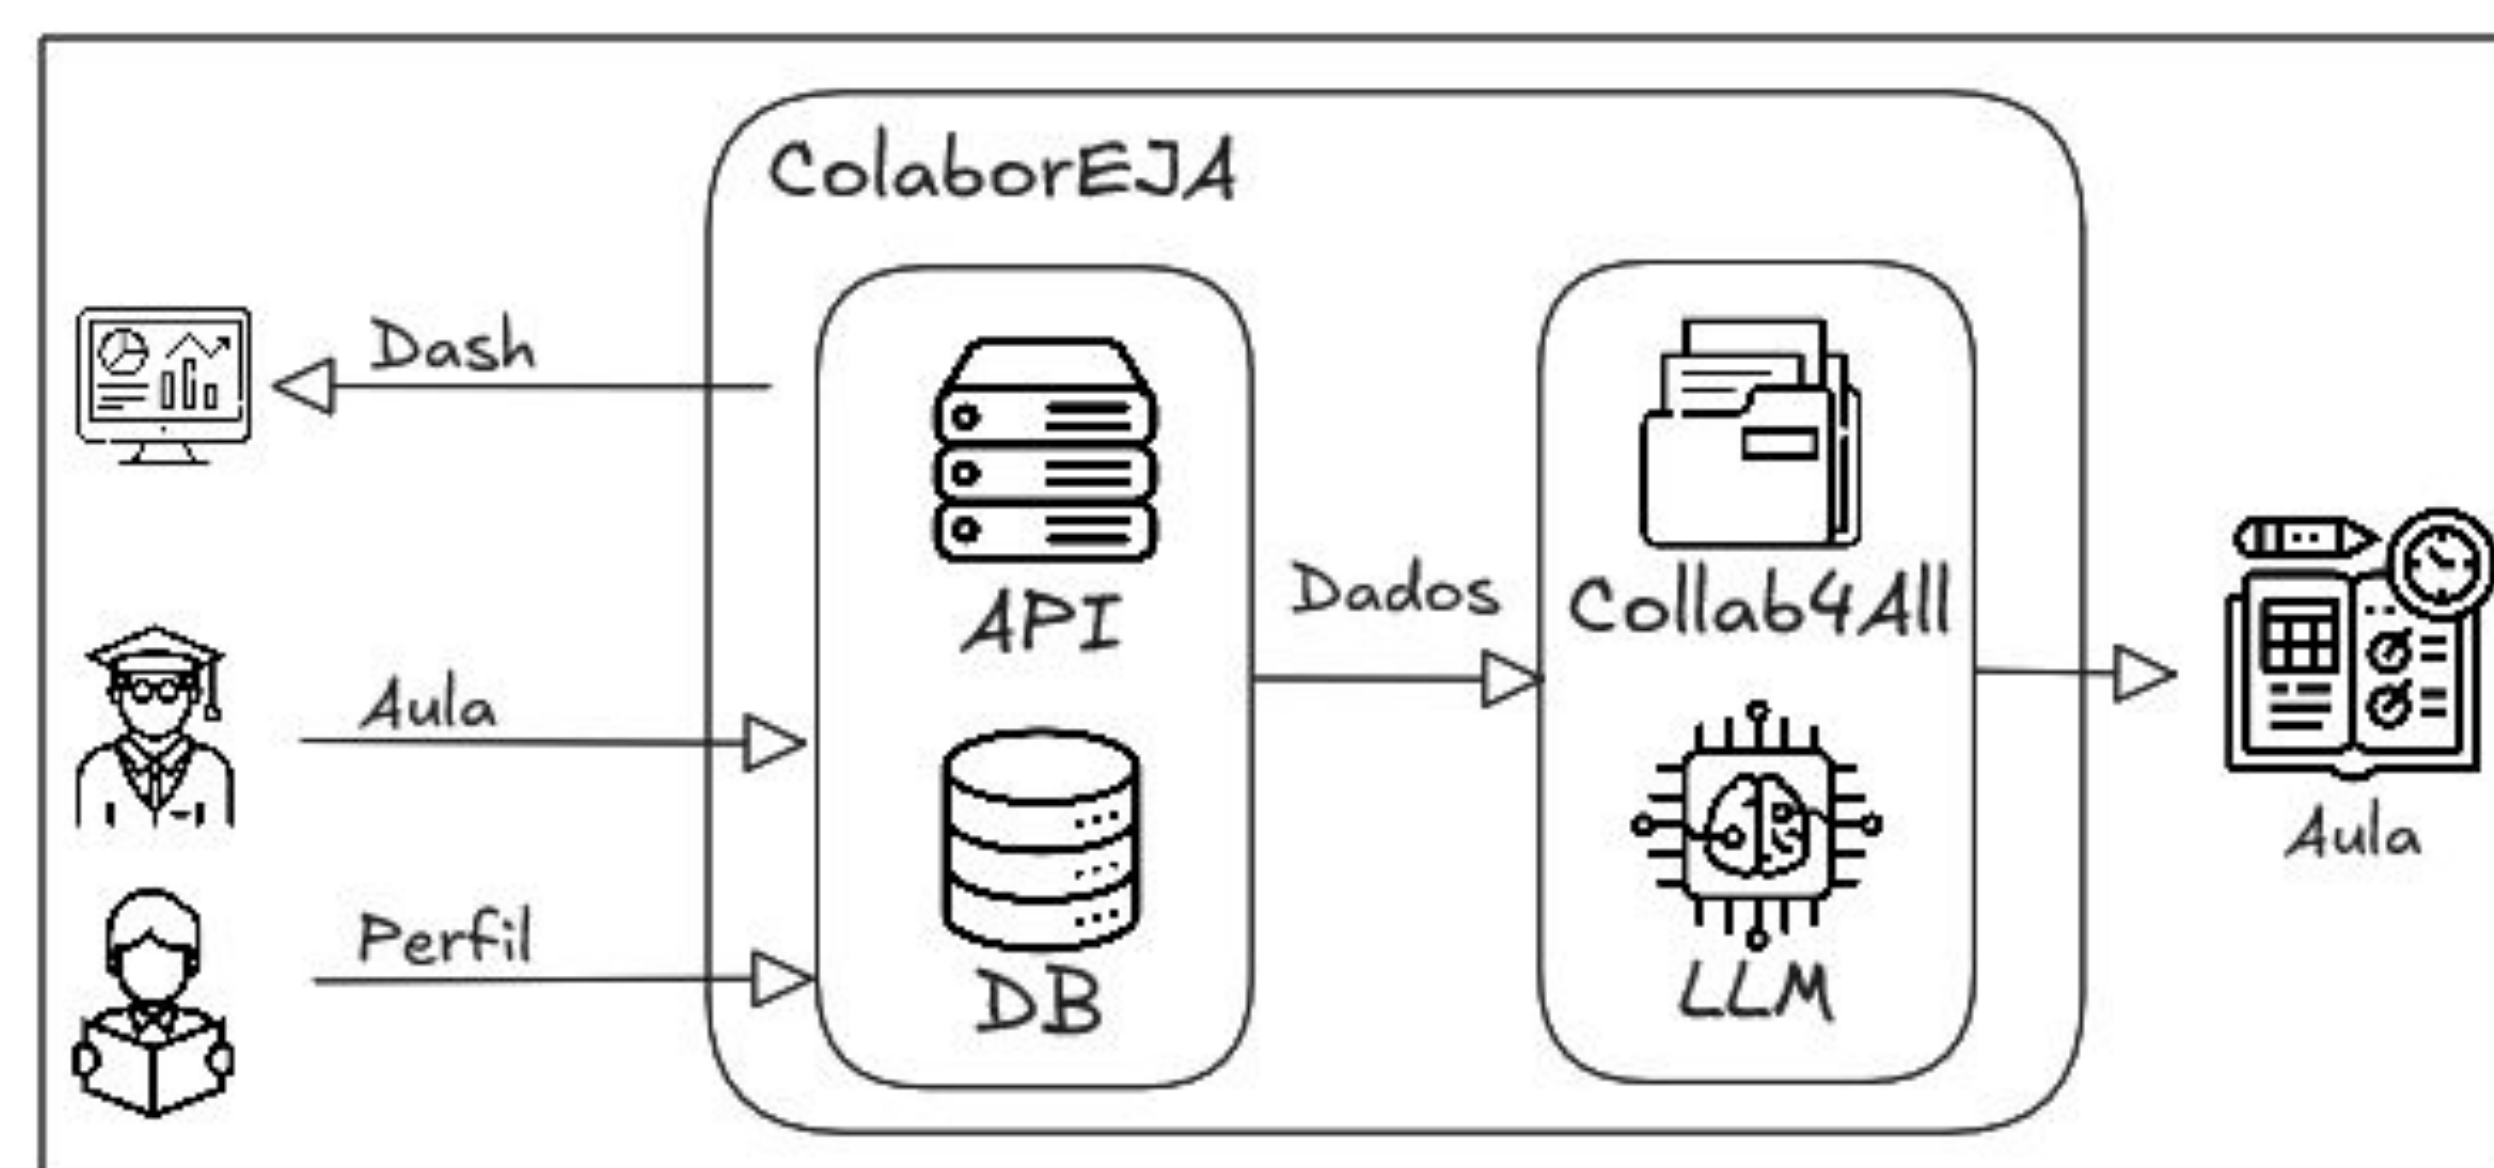 ColaborEJA
Dash
Aula
Perfil
API
DB
Dados
Collab4All
LLM
Aula